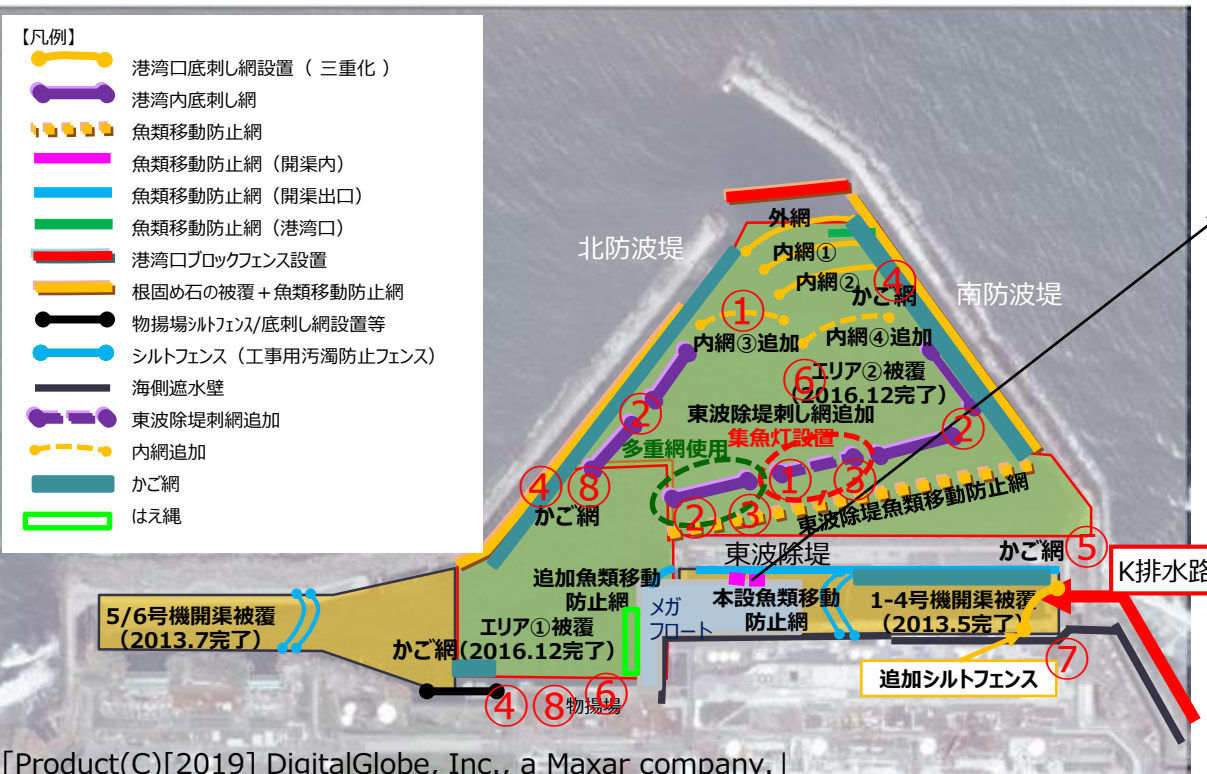 【凡例】
港湾口底刺し網設置（ 三重化 ）
港湾内底刺し網
魚類移動防止網
魚類移動防止網（開渠内）
魚類移動防止網（開渠出口）
魚類移動防止網（港湾口）
港湾口ブロックフェンス設置
根固め石の被覆＋魚類移動防止網
物揚場シルトフェンス/底刺し網設置等
シルトフェンス（工事用汚濁防止フェンス）
海側遮水壁
東波除堤刺網追加
内網追加
かご網
はえ縄
外網
北防波堤
内網①
内網②
④
かご網
南防波堤
①
内網③追加
内網④追加
⑥
エリア②被覆
（2016.12完了）
東波除堤刺し網追加
②
集魚灯設置
②
多重網使用
④
⑧
かご網
①
③
②
③
東波除堤魚類移動防止網
東波除堤
かご網
⑤
K排水路
追加魚類移動
防止網
メガ
フロート
本設魚類移動
防止網
1-4号機開渠被覆
（2013.5完了）
5/6号機開渠被覆
（2013.7完了）
エリア①被覆
（2016.12完了）
かご網
追加シルトフェンス
⑦
④
⑧
物揚場
⑥
「Product(C)[2019] DigitalGlobe, Inc., a Maxar company.」